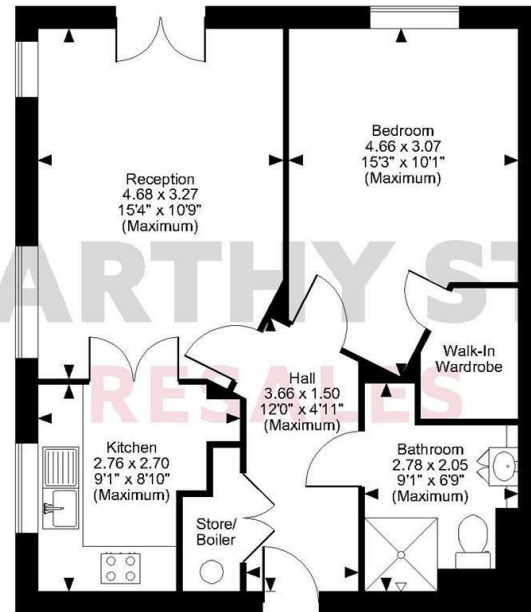 Reception
4.68 x 3.27
15'4" x 10'9"
(Maximum)
Bedroom
4.66 x 3.07
15'3" x 10'1"
(Maximum)
ARTHY ST
RESALES
Walk-In
Wardrobe
Hall
3.66 x 1.50
12'0" x 4'11"
(Maximum)
Kitchen
2.76 x 2.70
9'1" x 8'10"
(Maximum)
Bathroom
2.78 x 2.05
9'1" x 6'9"
(Maximum)
Store/
Boiler